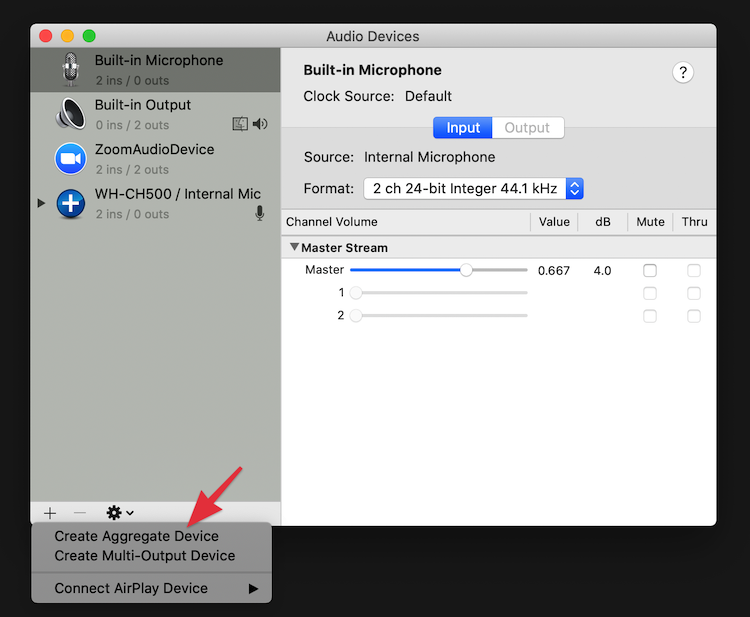 Audio Devices
Built-in Microphone
2 ins / 0 outs
Built-in Output
0 ins / 2 outs
ZoomAudioDevice
2 ins / 2 outs
WH-CH500 / Internal Mic
2 ins / 0 outs
Built-in Microphone
?
Clock Source: Default
Input Output
Source: Internal Microphone
Format: 2 ch 24-bit Integer 44.1 kHz
Channel Volume Value dB Mute Thru
Master Stream
Master 0.667 4.0
1
2
Create Aggregate Device
Create Multi-Output Device
Connect AirPlay Device